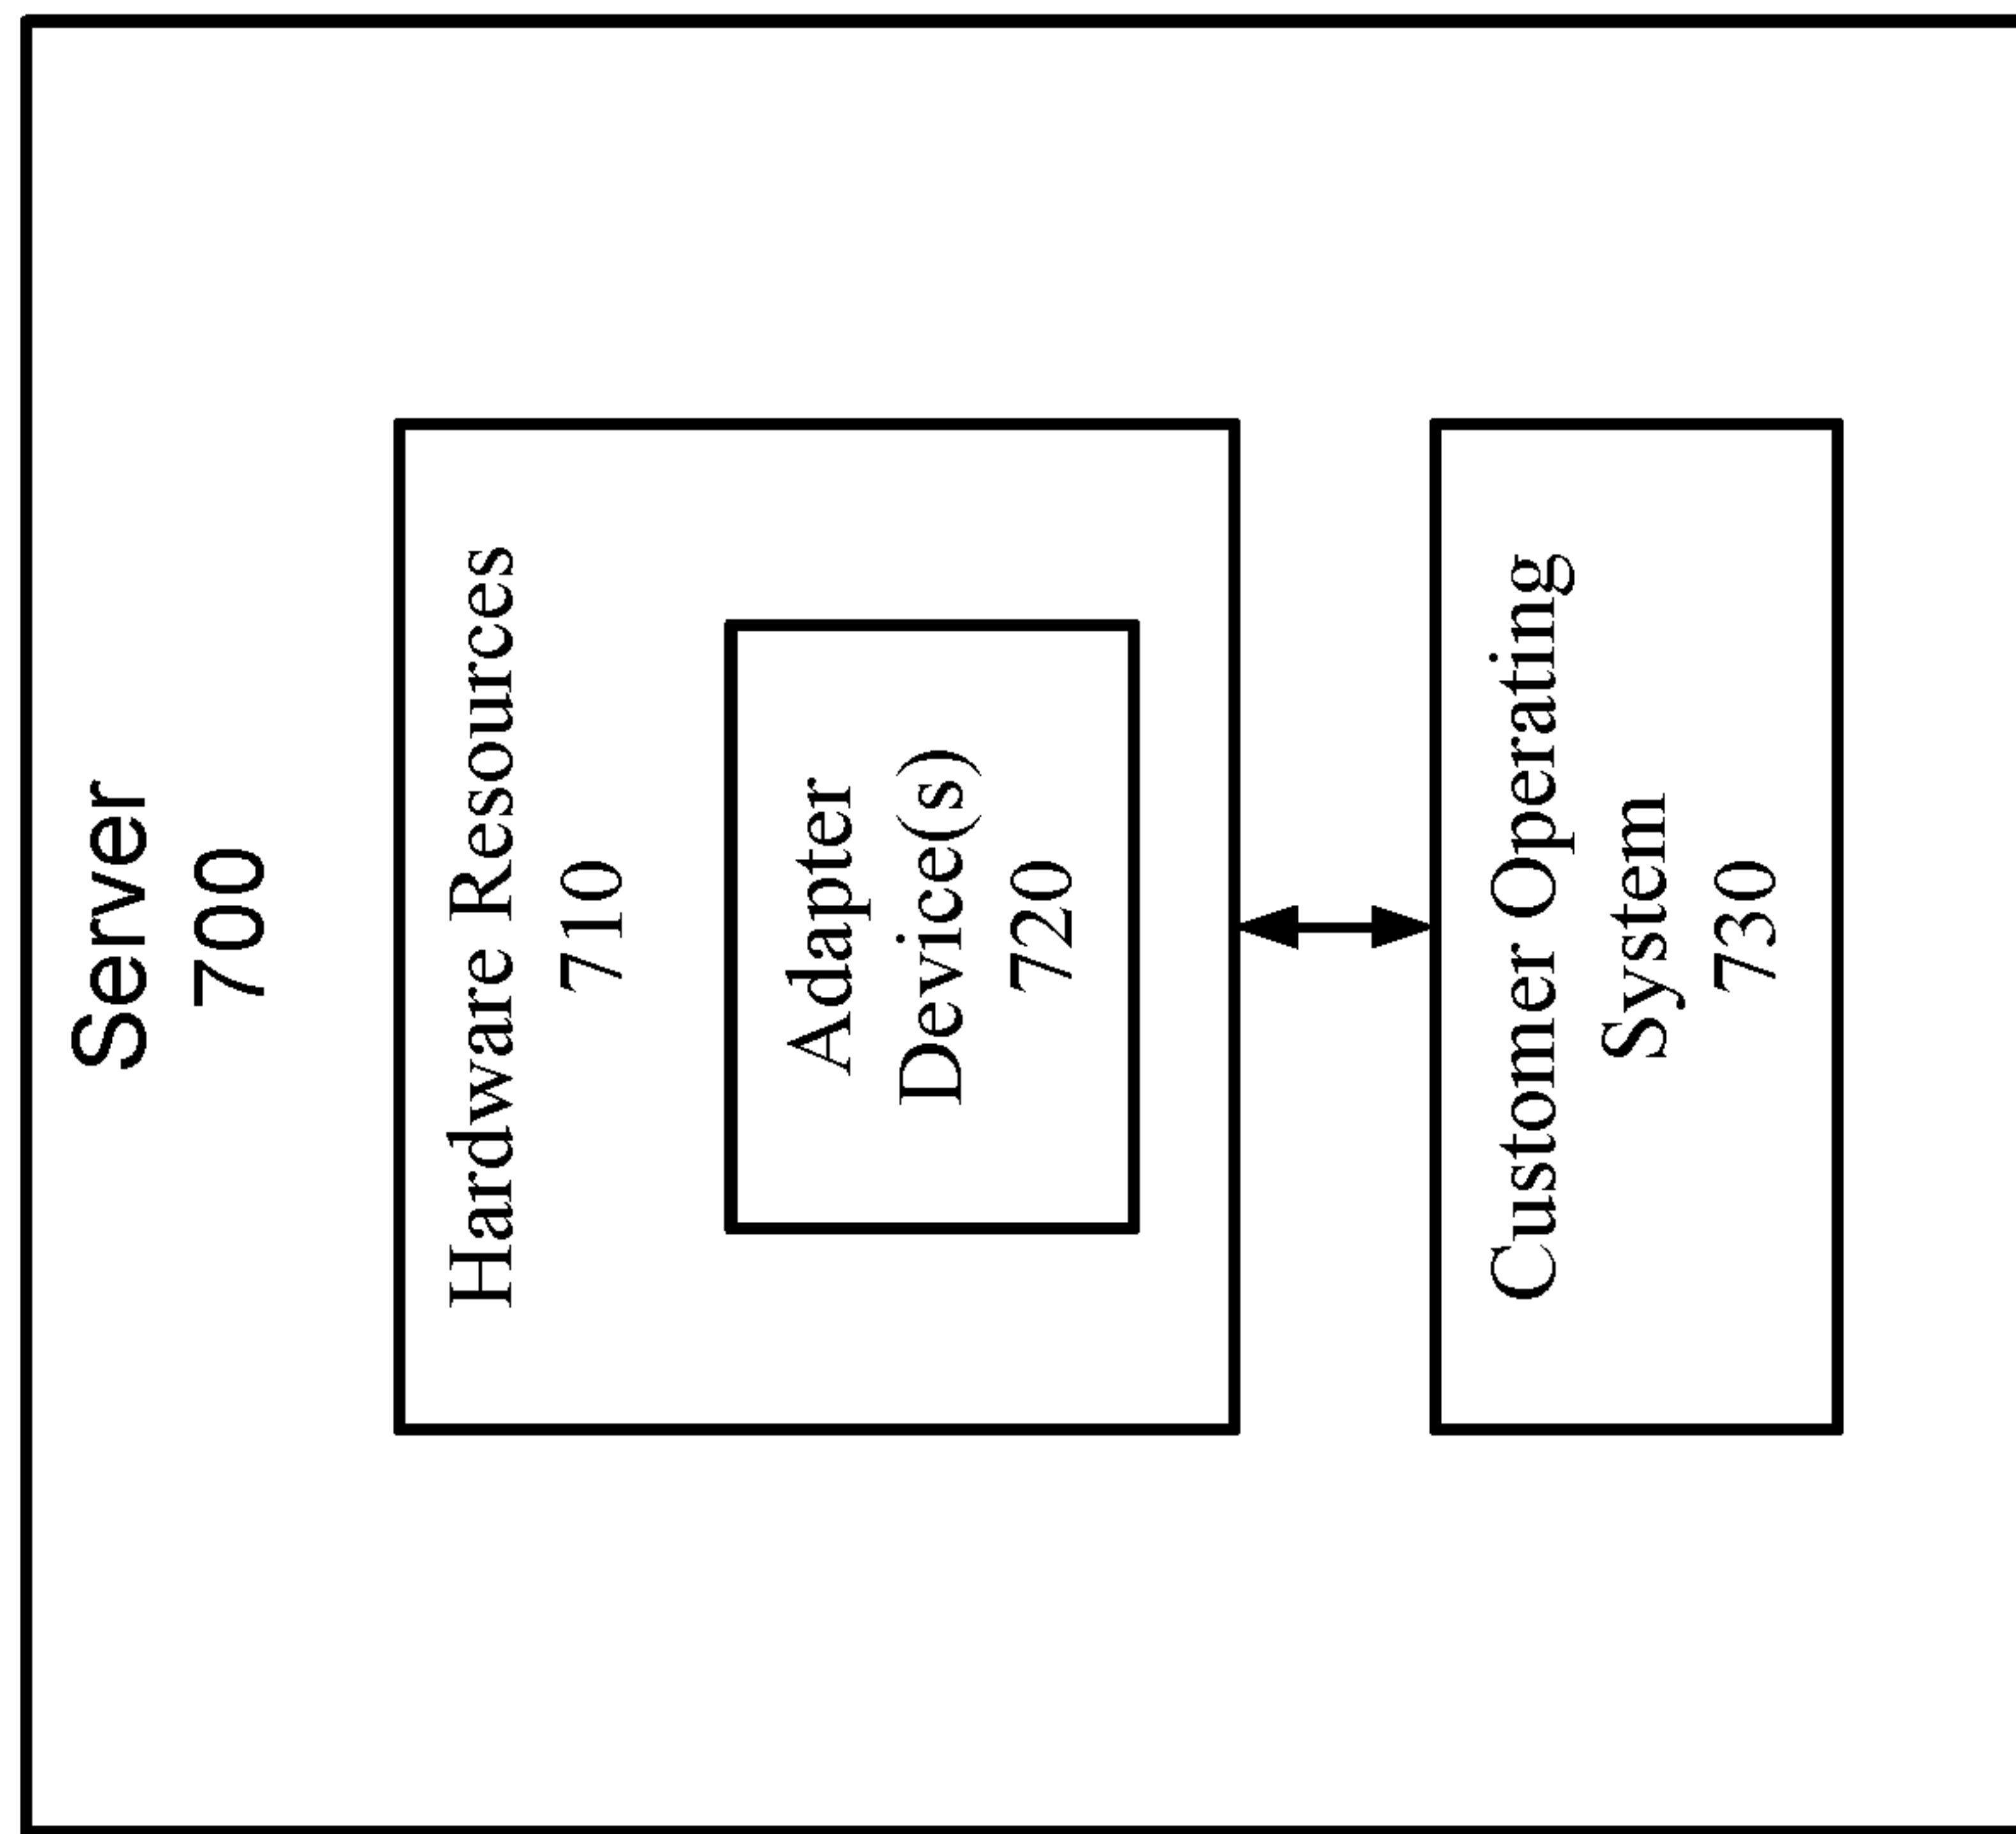 Server
700
Hardware Resources
710
Adapter
Device(s)
720
Customer Operating
System
730